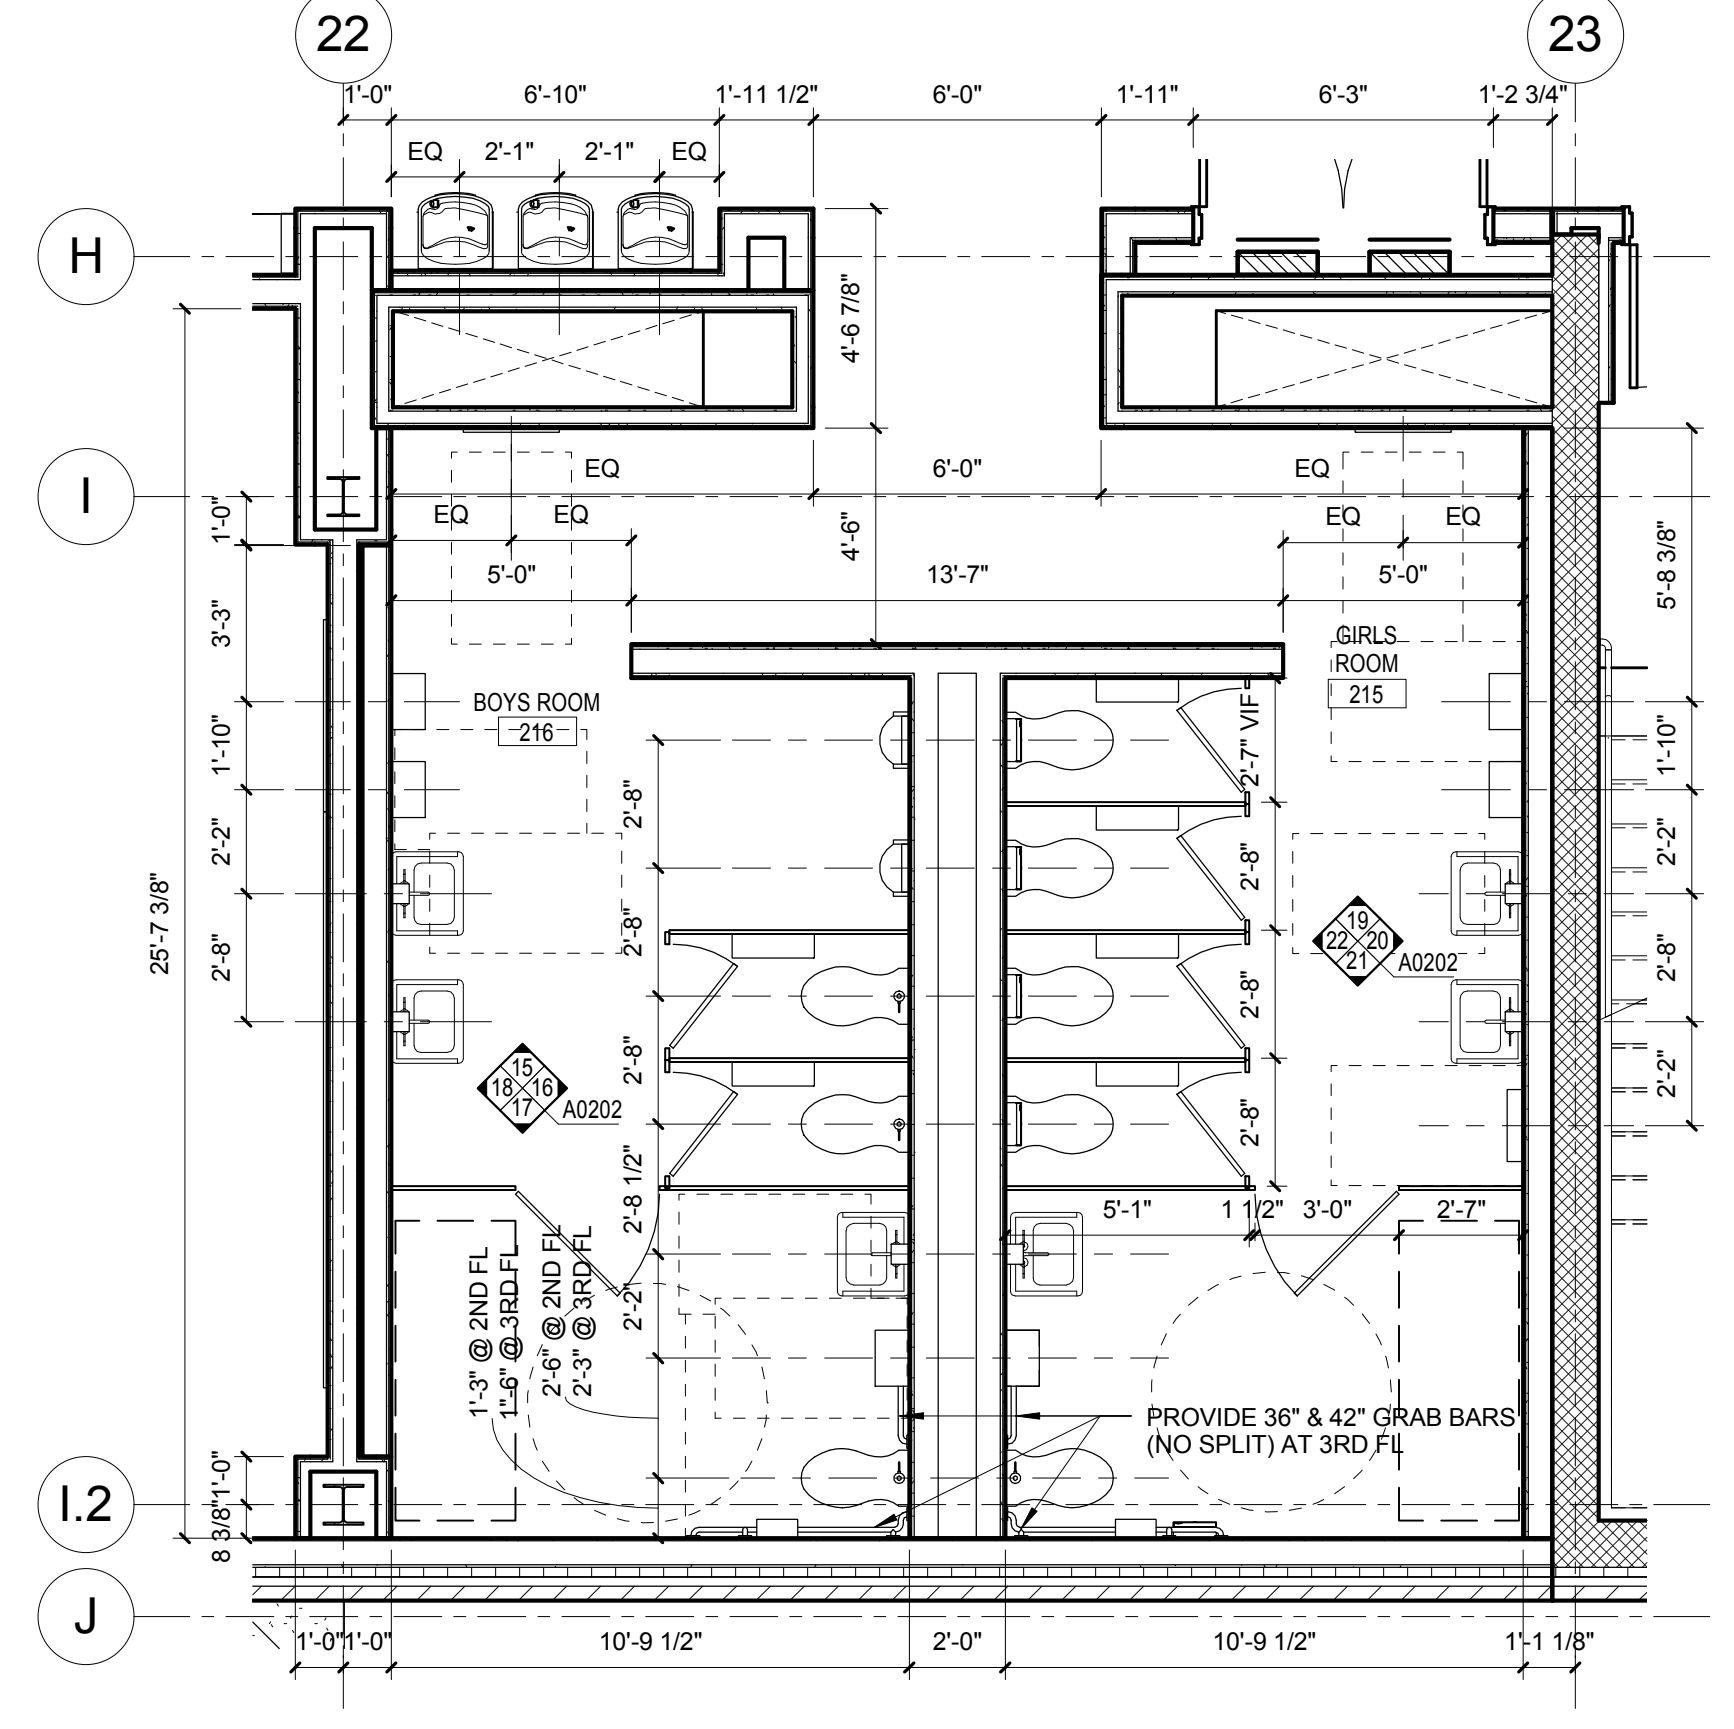 22
23
1'-0"
6'-10"
1'-11 1/2"
6'-0"
1'-11"
6'-3"
1'-2 3/4"
EQ
2'-1"
2'-1"
EQ
H
4'-6 7/8"
I
EQ
6'-0"
EQ
EQ
EQ
EQ
EQ
1'-0"
4'-6"
5'-8 3/8"
5'-0"
13'-7"
5'-0"
3'-3"
GIRLS
ROOM
215
BOYS ROOM
216
2'-7" VIF
1'-10"
1'-10"
2'-8"
2'-2"
2'-8"
2'-2"
25'-7 3/8"
2'-8"
2'-8"
2'-8"
2'-8"
19
22
20
21
A0202
2'-8"
2'-2"
2'-8"
15
18
16
17
A0202
2'-8"
2'-8 1/2"
5'-1"
1 1/2"
3'-0"
2'-7"
2'-2"
1'-3" @ 2ND FL
1"-6" @ 3RD FL
2'-6" @ 2ND FL
2'-3" @ 3RD FL
PROVIDE 36" & 42" GRAB BARS
(NO SPLIT) AT 3RD FL
1'-0"
I.2
8 3/8"
J
1'-0"
1'-0"
10'-9 1/2"
2'-0"
10'-9 1/2"
1'-1 1/8"